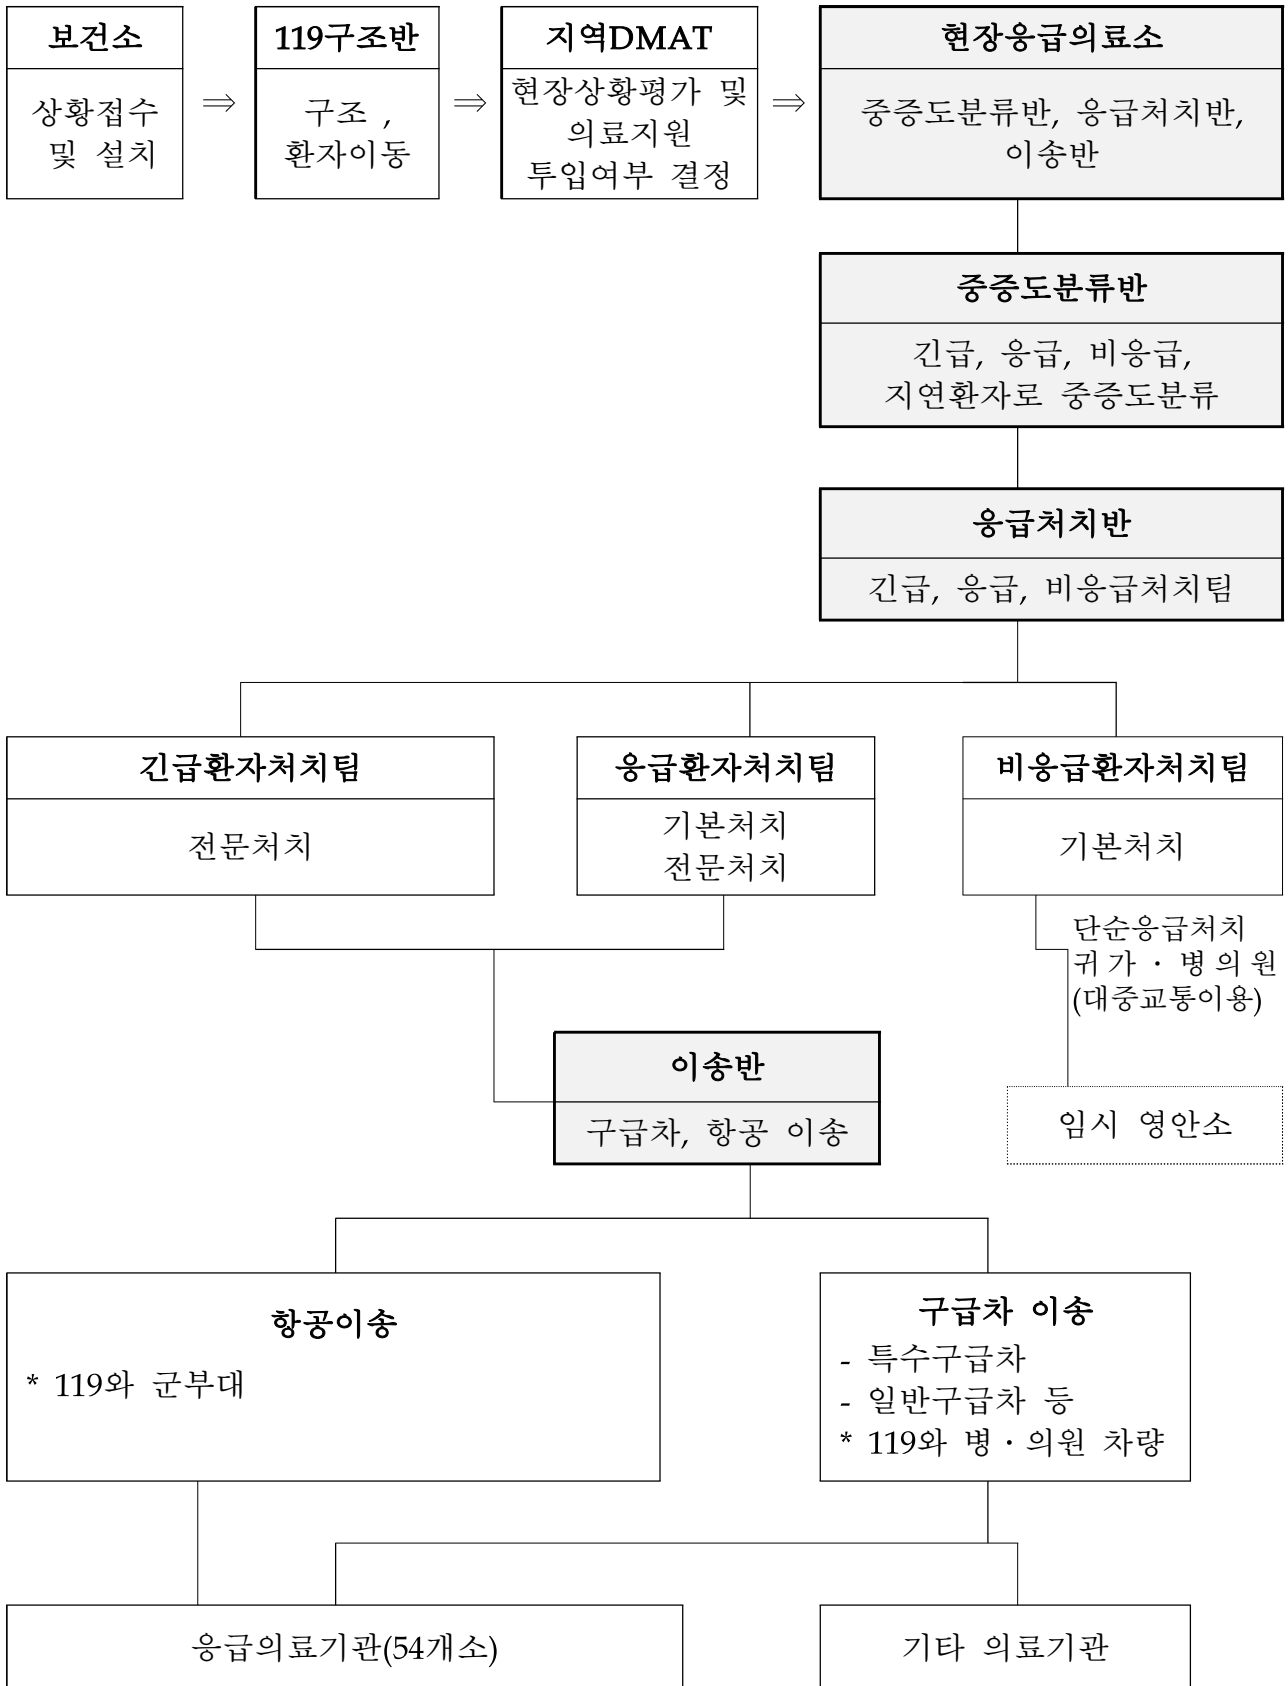 보건소
상황접수
및 설치
⇒
119구조반
구조 ,
환자이동
⇒
지역DMAT
현장상황평가 및
의료지원
투입여부 결정
⇒
현장응급의료소
중증도분류반, 응급처치반,
이송반
중증도분류반
긴급, 응급, 비응급,
지연환자로 중증도분류
응급처치반
긴급, 응급, 비응급처치팀
긴급환자처치팀
전문처치
응급환자처치팀
기본처치
전문처치
비응급환자처치팀
기본처치
단순응급처치
귀가 · 병의원
(대중교통이용)
이송반
구급차, 항공 이송
임시 영안소
항공이송
* 119와 군부대
구급차 이송
- 특수구급차
- 일반구급차 등
* 119와 병·의원 차량
응급의료기관(54개소)
기타 의료기관